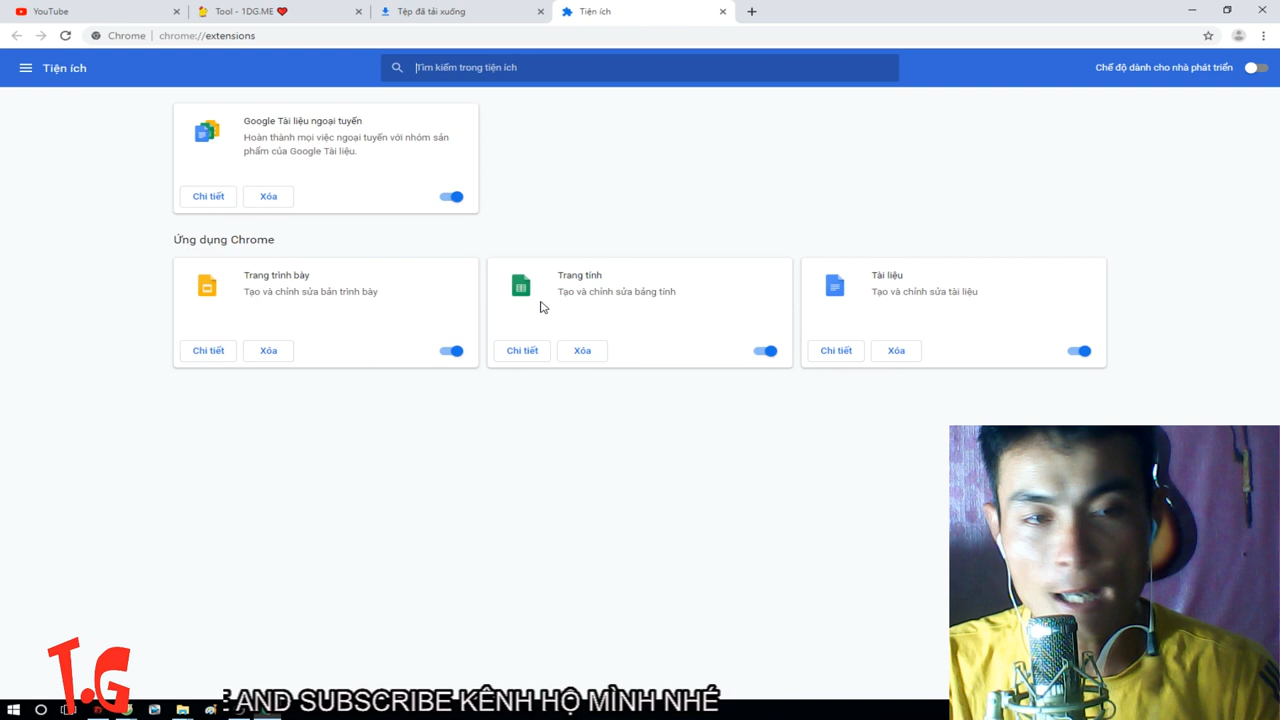 YouTube
Tool - 1DG.ME
Tệp đã tải xuống
Tiện ích
Chrome | chrome://extensions
Tiện ích
Tìm kiếm trong tiện ích
Chế độ dành cho nhà phát triển
Google Tài liệu ngoại tuyến
Hoàn thành mọi việc ngoại tuyến với nhóm sản
phẩm của Google Tài liệu.
Chi tiết
Xóa
Ứng dụng Chrome
Trang trình bày
Tạo và chỉnh sửa bản trình bày
Chi tiết
Xóa
Trang tính
Tạo và chỉnh sửa bảng tính
Chi tiết
Xóa
Tài liệu
Tạo và chỉnh sửa tài liệu
Chi tiết
Xóa
T.G
AND SUBSCRIBE KÊNH HỘ MÌNH NHÉ